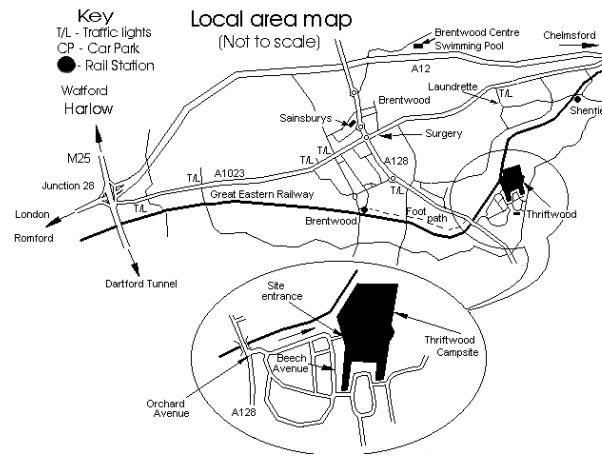 Key
T/L - Traffic lights
CP - Car Park
- Rail Station
Local area map
(Not to scale)
Brentwood Centre
Swimming Pool
Chelmsford
A12
Laundrette
T/L
Shenfie
Watford
Harlow
Brentwood
Sainsburys
Surgery
M25
T/L
A128
Junction 28
T/L
A1023
T/L
Great Eastern Railway
London
T/L
Romford
Brentwood
Foot
path
Thriftwood
Dartford Tunnel
Site
entrance
Thriftwood
Campsite
Beech
Avenue
Orchard
Avenue
A128